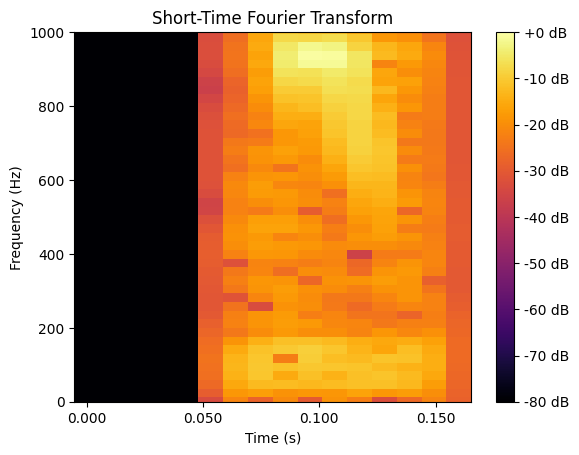 Short-Time Fourier Transform
1000
800
600
400
200
0
Frequency (Hz)
0.000
0.050
0.100
0.150
Time (s)
+0 dB
-10 dB
-20 dB
-30 dB
-40 dB
-50 dB
-60 dB
-70 dB
-80 dB